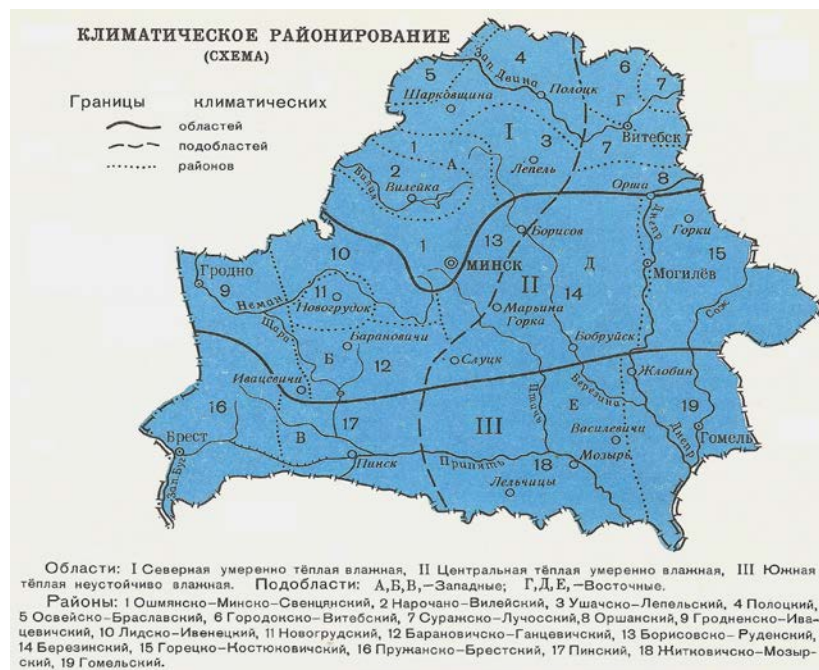 КЛИМАТИЧЕСКОЕ РАЙОНИРОВАНИЕ
(СХЕМА)
Границы климатических
областей
подобластей
районов
4
5
6
7
Зап. Двина
Полоцк
Г
Шарковщина
I
3
Витебск
1
7
А
2
Лепель
Вилия
Вилейка
8
Орша
Днепр
Борисов
Горки
10
1
13
15
МИНСК
Д
Гродно
Могилёв
9
II
Неман
11
14
Сож
Новогрудок
Марьина
Горка
Щара
Барановичи
Бобруйск
Б
12
Слуцк
Жлобин
Ивацевичи
Птичь
Березина
16
Е
19
17
III
В
Василевичи
Днепр
Гомель
Брест
Пинск
Припять
18
Мозырь
Зап. Буг
Лельчицы
Области: I Северная умеренно тёплая влажная, II Центральная тёплая умеренно влажная, III Южная
тёплая неустойчиво влажная. Подобласти: А,Б,В,–Западные; Г,Д,Е,–Восточные.
Районы: 1 Ошмянско-Минско-Свенцянский, 2 Нарочано-Вилейский, 3 Ушачско-Лепельский, 4 Полоцкий,
5 Освейско-Браславский, 6 Городокско-Витебский, 7 Суражско-Лучосский,8 Оршанский,9 Гродненско-Ива-
цевичский, 10 Лидско-Ивенецкий, 11 Новогрудский, 12 Барановичско-Ганцевичский, 13 Борисовско-Руденский,
14 Березинский, 15 Горецко-Костюковичский, 16 Пружанско-Брестский, 17 Пинский, 18 Житковичско-Мозыр-
ский, 19 Гомельский.